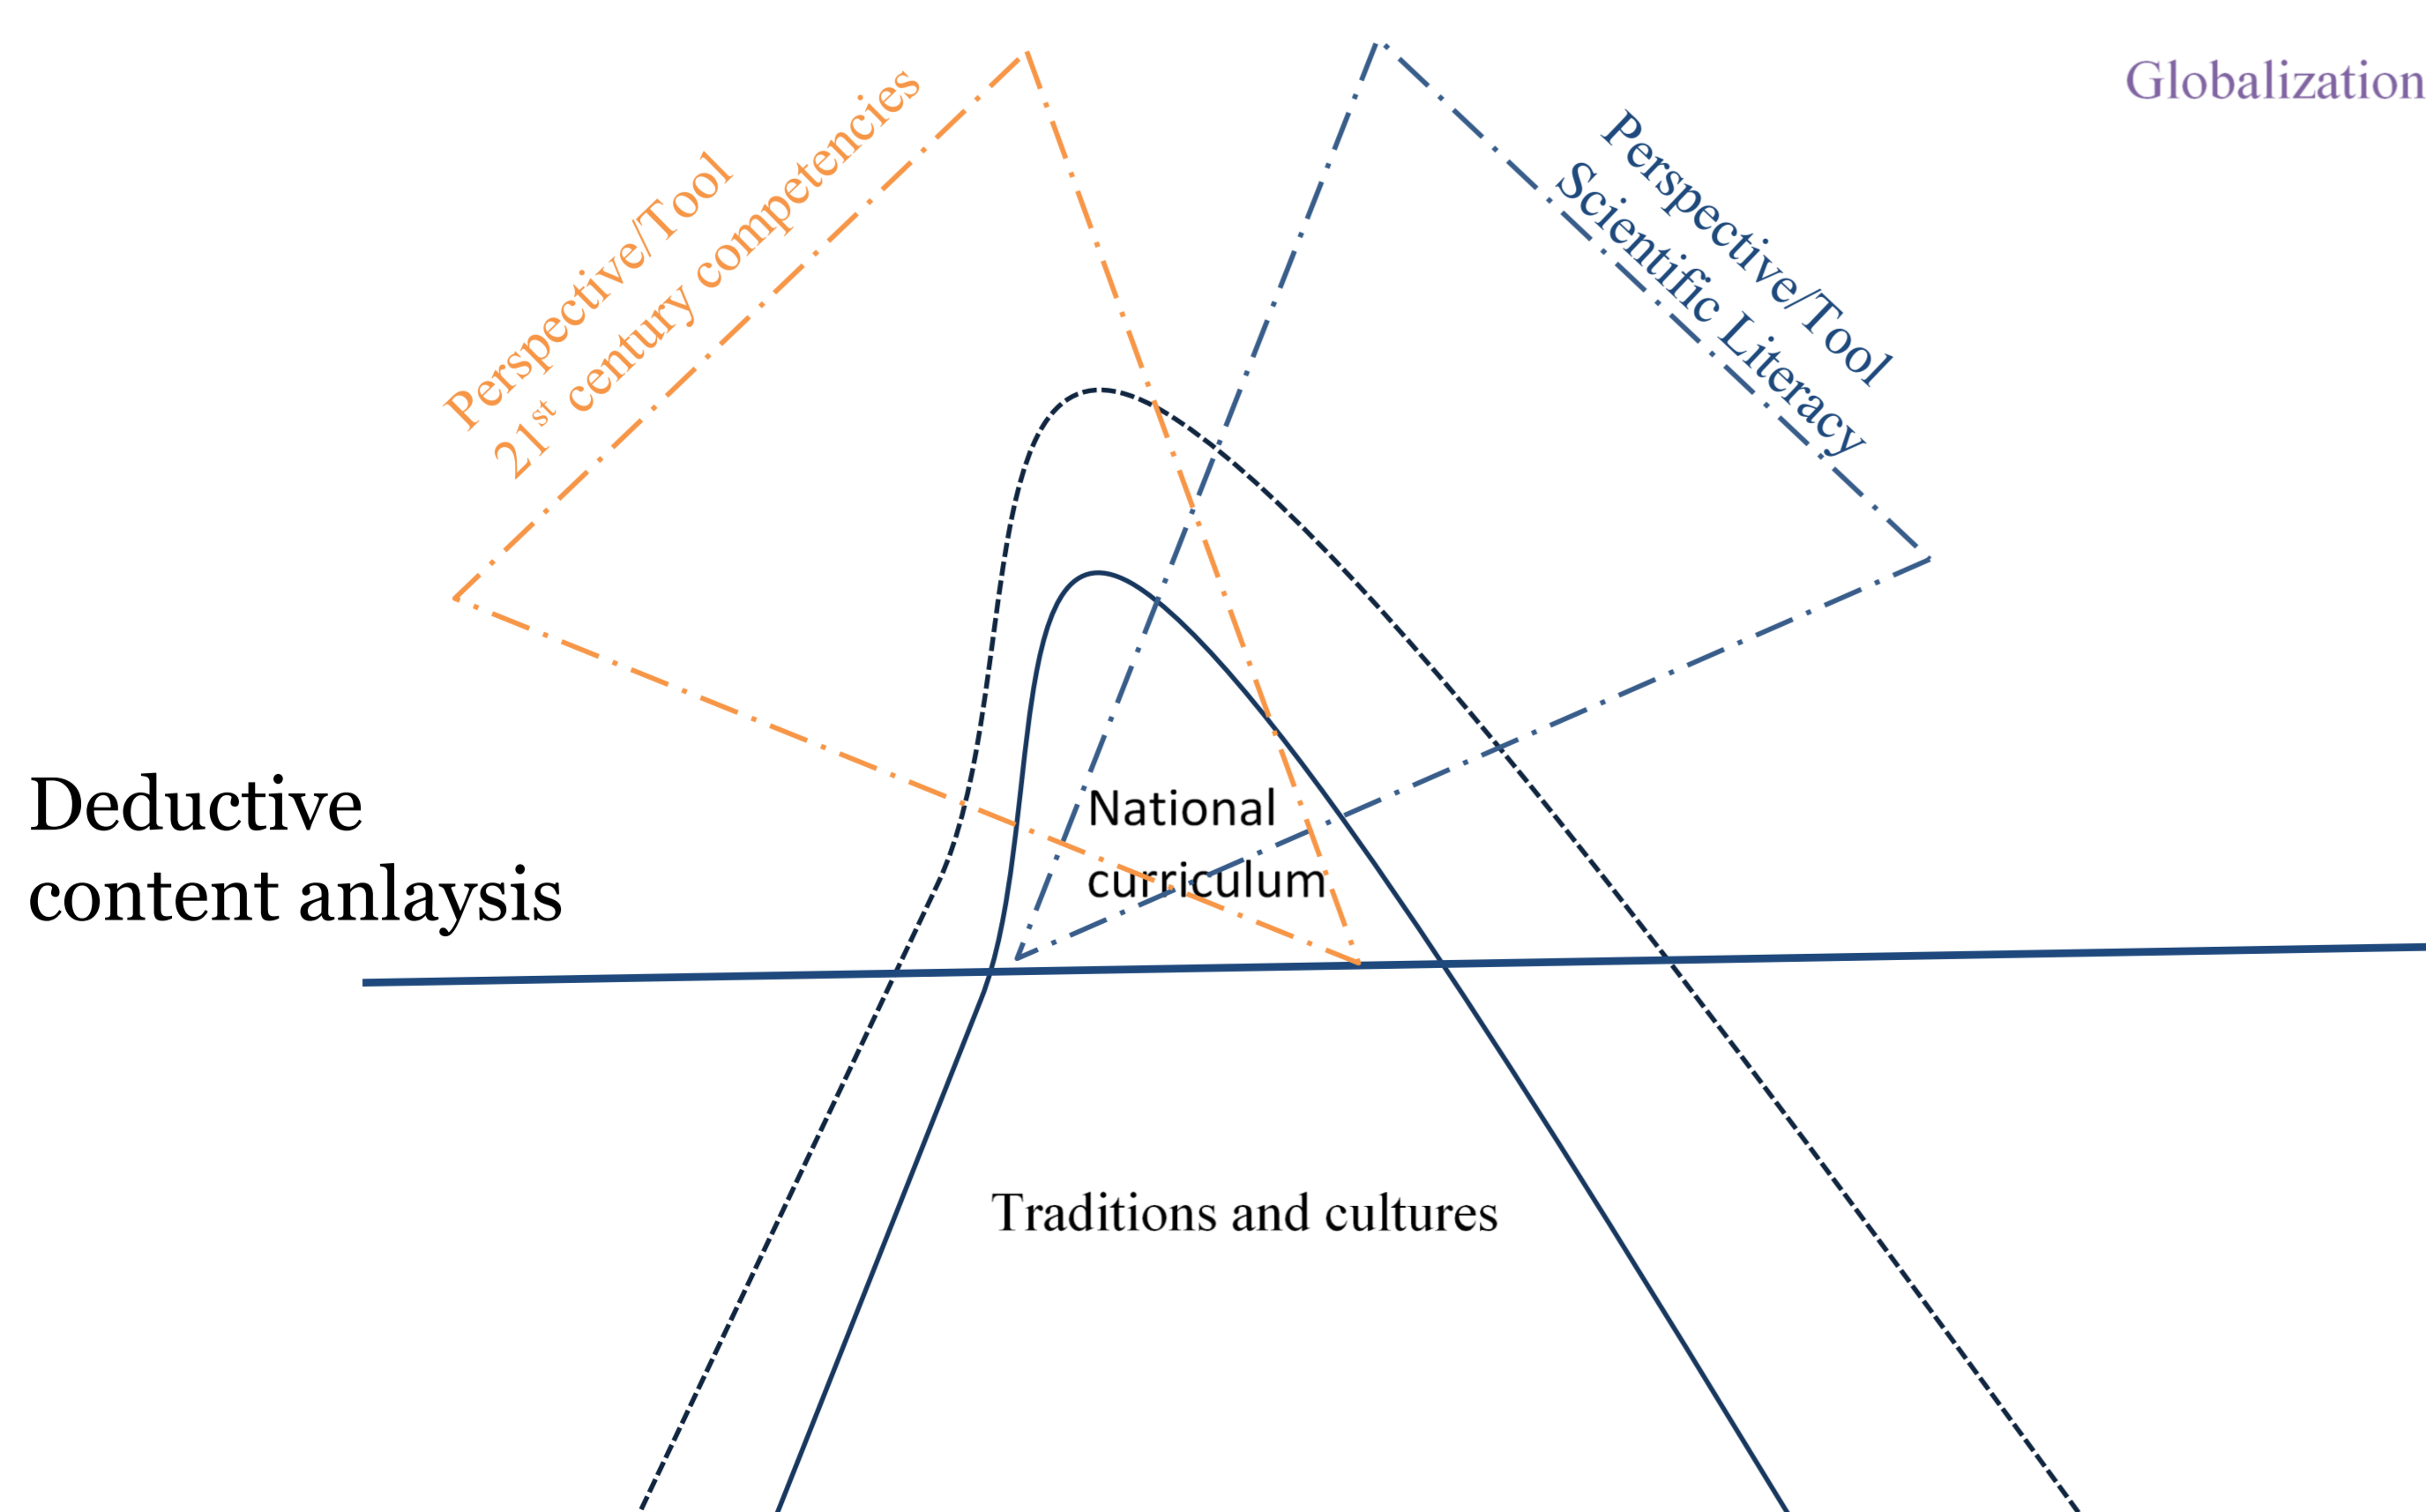 Globalization
Perspective/Tool
21st century competencies
Perspective/Tool
Scientific Literacy
Deductive
content anlaysis
National
curriculum
Traditions and cultures